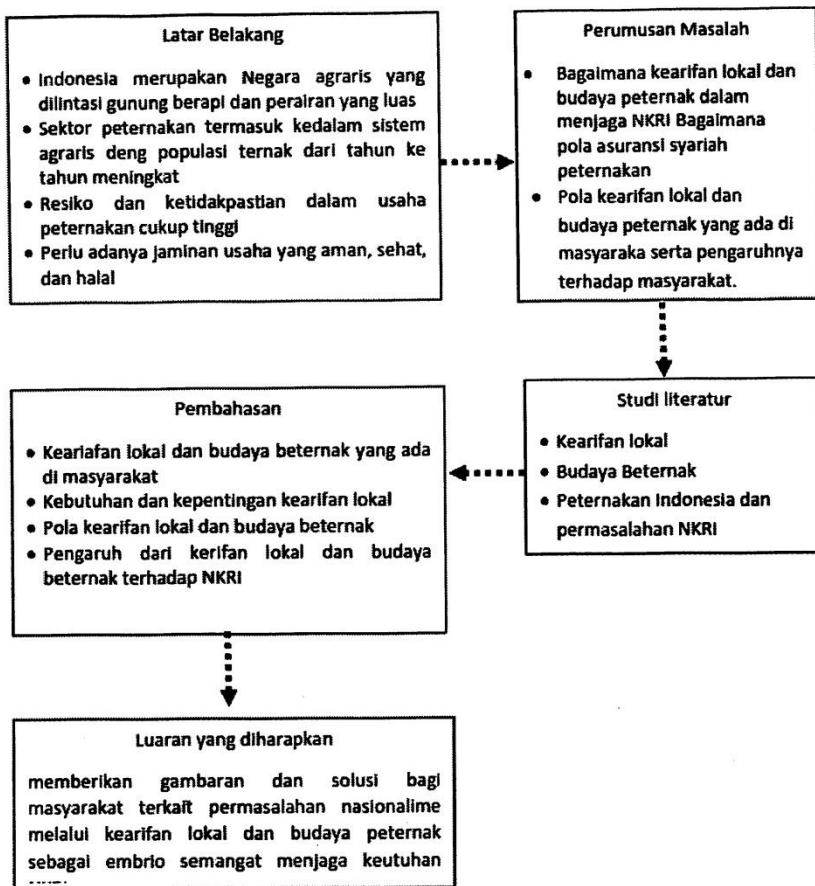 Latar Belakang
• Indonesia merupakan Negara agraris yang
dilintasi gunung berapi dan perairan yang luas
• Sektor peternakan termasuk kedalam sistem
agraris deng populasi ternak dari tahun ke
tahun meningkat
• Resiko dan ketidakpastian dalam usaha
peternakan cukup tinggi
• Perlu adanya jaminan usaha yang aman, sehat,
dan halal
Perumusan Masalah
• Bagaimana kearifan lokal dan
budaya peternak dalam
menjaga NKRI Bagaimana
pola asuransi syariah
peternakan
• Pola kearifan lokal dan
budaya peternak yang ada di
masyaraka serta pengaruhnya
terhadap masyarakat.
Studi literatur
• Kearifan lokal
• Budaya Beternak
• Peternakan Indonesia dan
permasalahan NKRI
Pembahasan
• Keariafan lokal dan budaya beternak yang ada
di masyarakat
• Kebutuhan dan kepentingan kearifan lokal
• Pola kearifan lokal dan budaya beternak
• Pengaruh dari kerifan lokal dan budaya
beternak terhadap NKRI
Luaran yang diharapkan
memberikan gambaran dan solusi bagi
masyarakat terkait permasalahan nasionalime
melalui kearifan lokal dan budaya peternak
sebagai embrio semangat menjaga keutuhan